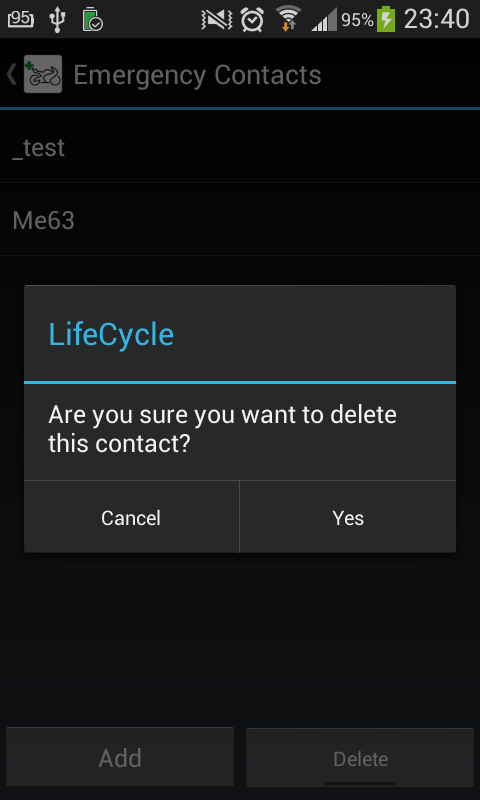 95 95% 23:40
Emergency Contacts
_test
Me63
LifeCycle
Are you sure you want to delete
this contact?
Cancel Yes
Add Delete